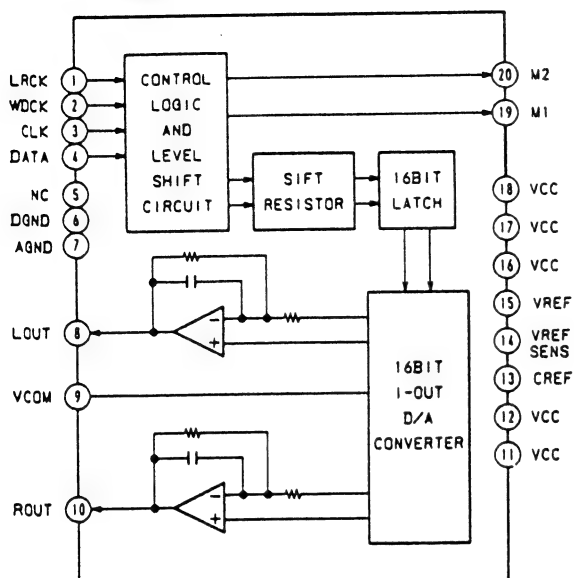 LRCK 1
WDCK 2
CLK 3
DATA 4
NC 5
DGND 6
AGND 7
LOUT 8
VCOM 9
ROUT 10
CONTROL
LOGIC
AND
LEVEL
SHIFT
CIRCUIT
SIFT
RESISTOR
16BIT
LATCH
- 
+
16BIT
I-OUT
D/A
CONVERTER
-
+
20 M2
19 M1
18 VCC
17 VCC
16 VCC
15 VREF
14 VREF
SENS
13 CREF
12 VCC
11 VCC